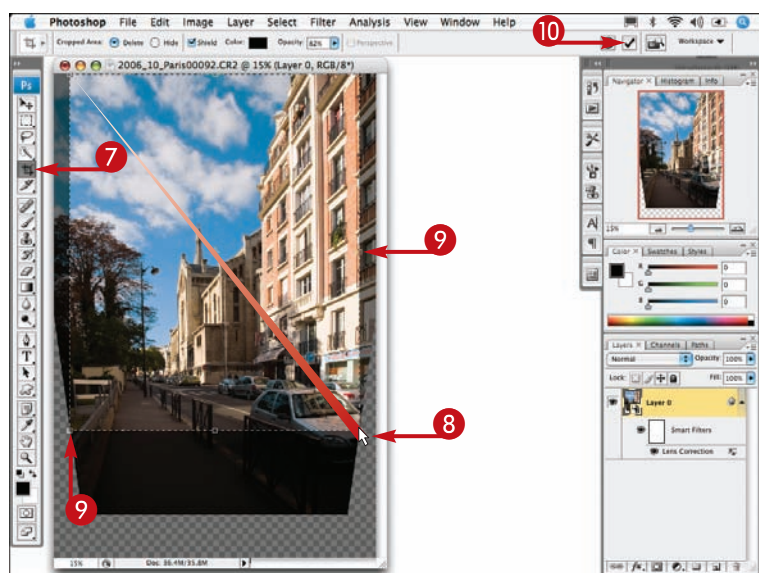 Photoshop File Edit Image Layer Select Filter Analysis View Window Help
Cropped Area: Delete Hide Shield Color: Opacity: 82% Perspective
Workspace
10
2006_10_Paris00092.CR2 @ 15% (Layer 0, RGB/8*)
Ps
7
9
8
9
15%
Doc: 36.4M/35.8M
Navigator × Histogram Info
15%
Color × Swatches Styles
R 0
G 0
B 0
Layers × Channels Paths
Normal Opacity: 100%
Lock: Fill: 100%
Layer 0
Smart Filters
Lens Correction
A
¶
T
fx